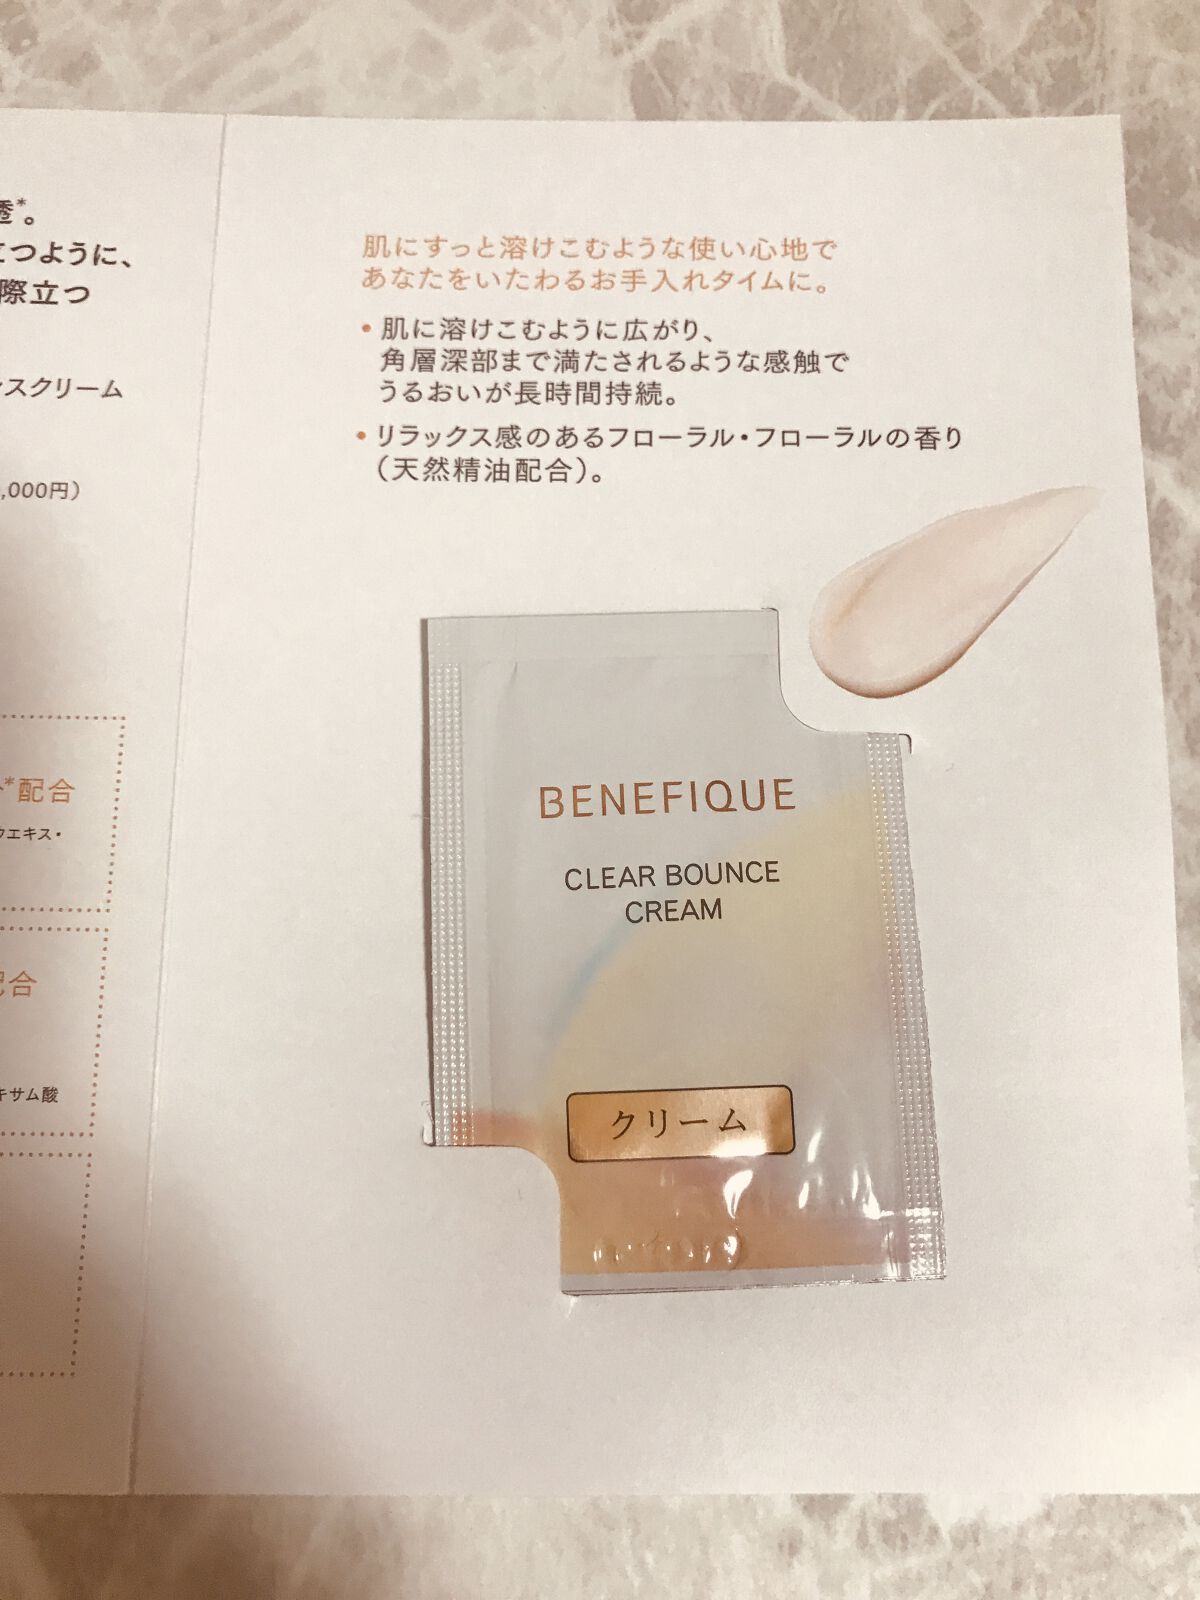 透*。
立つように、
際立つ
ンスクリーム
,000円）
*配合
ウエキス・
配合
キサム酸
肌にすっと溶けこむような使い心地で
あなたをいたわるお手入れタイムに。
• 肌に溶けこむように広がり、
角層深部まで満たされるような感触で
うるおいが長時間持続。
• リラックス感のあるフローラル・フローラルの香り
（天然精油配合）。
BENEFIQUE
CLEAR BOUNCE
CREAM
クリーム